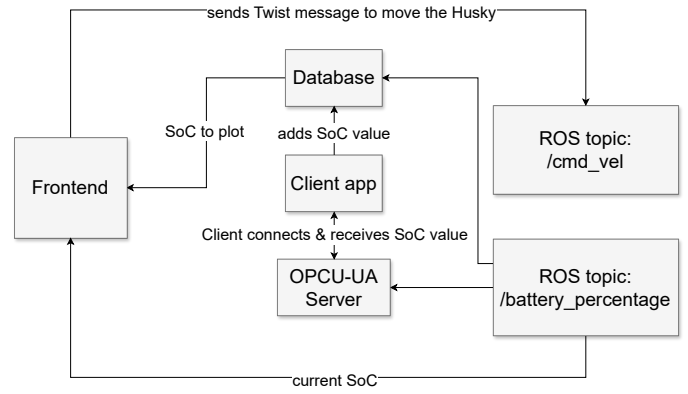 sends Twist message to move the Husky
Database
SoC to plot
adds SoC value
ROS topic:
/cmd_vel
Frontend
Client app
Client connects & receives SoC value
OPCU-UA
Server
ROS topic:
/battery_percentage
current SoC